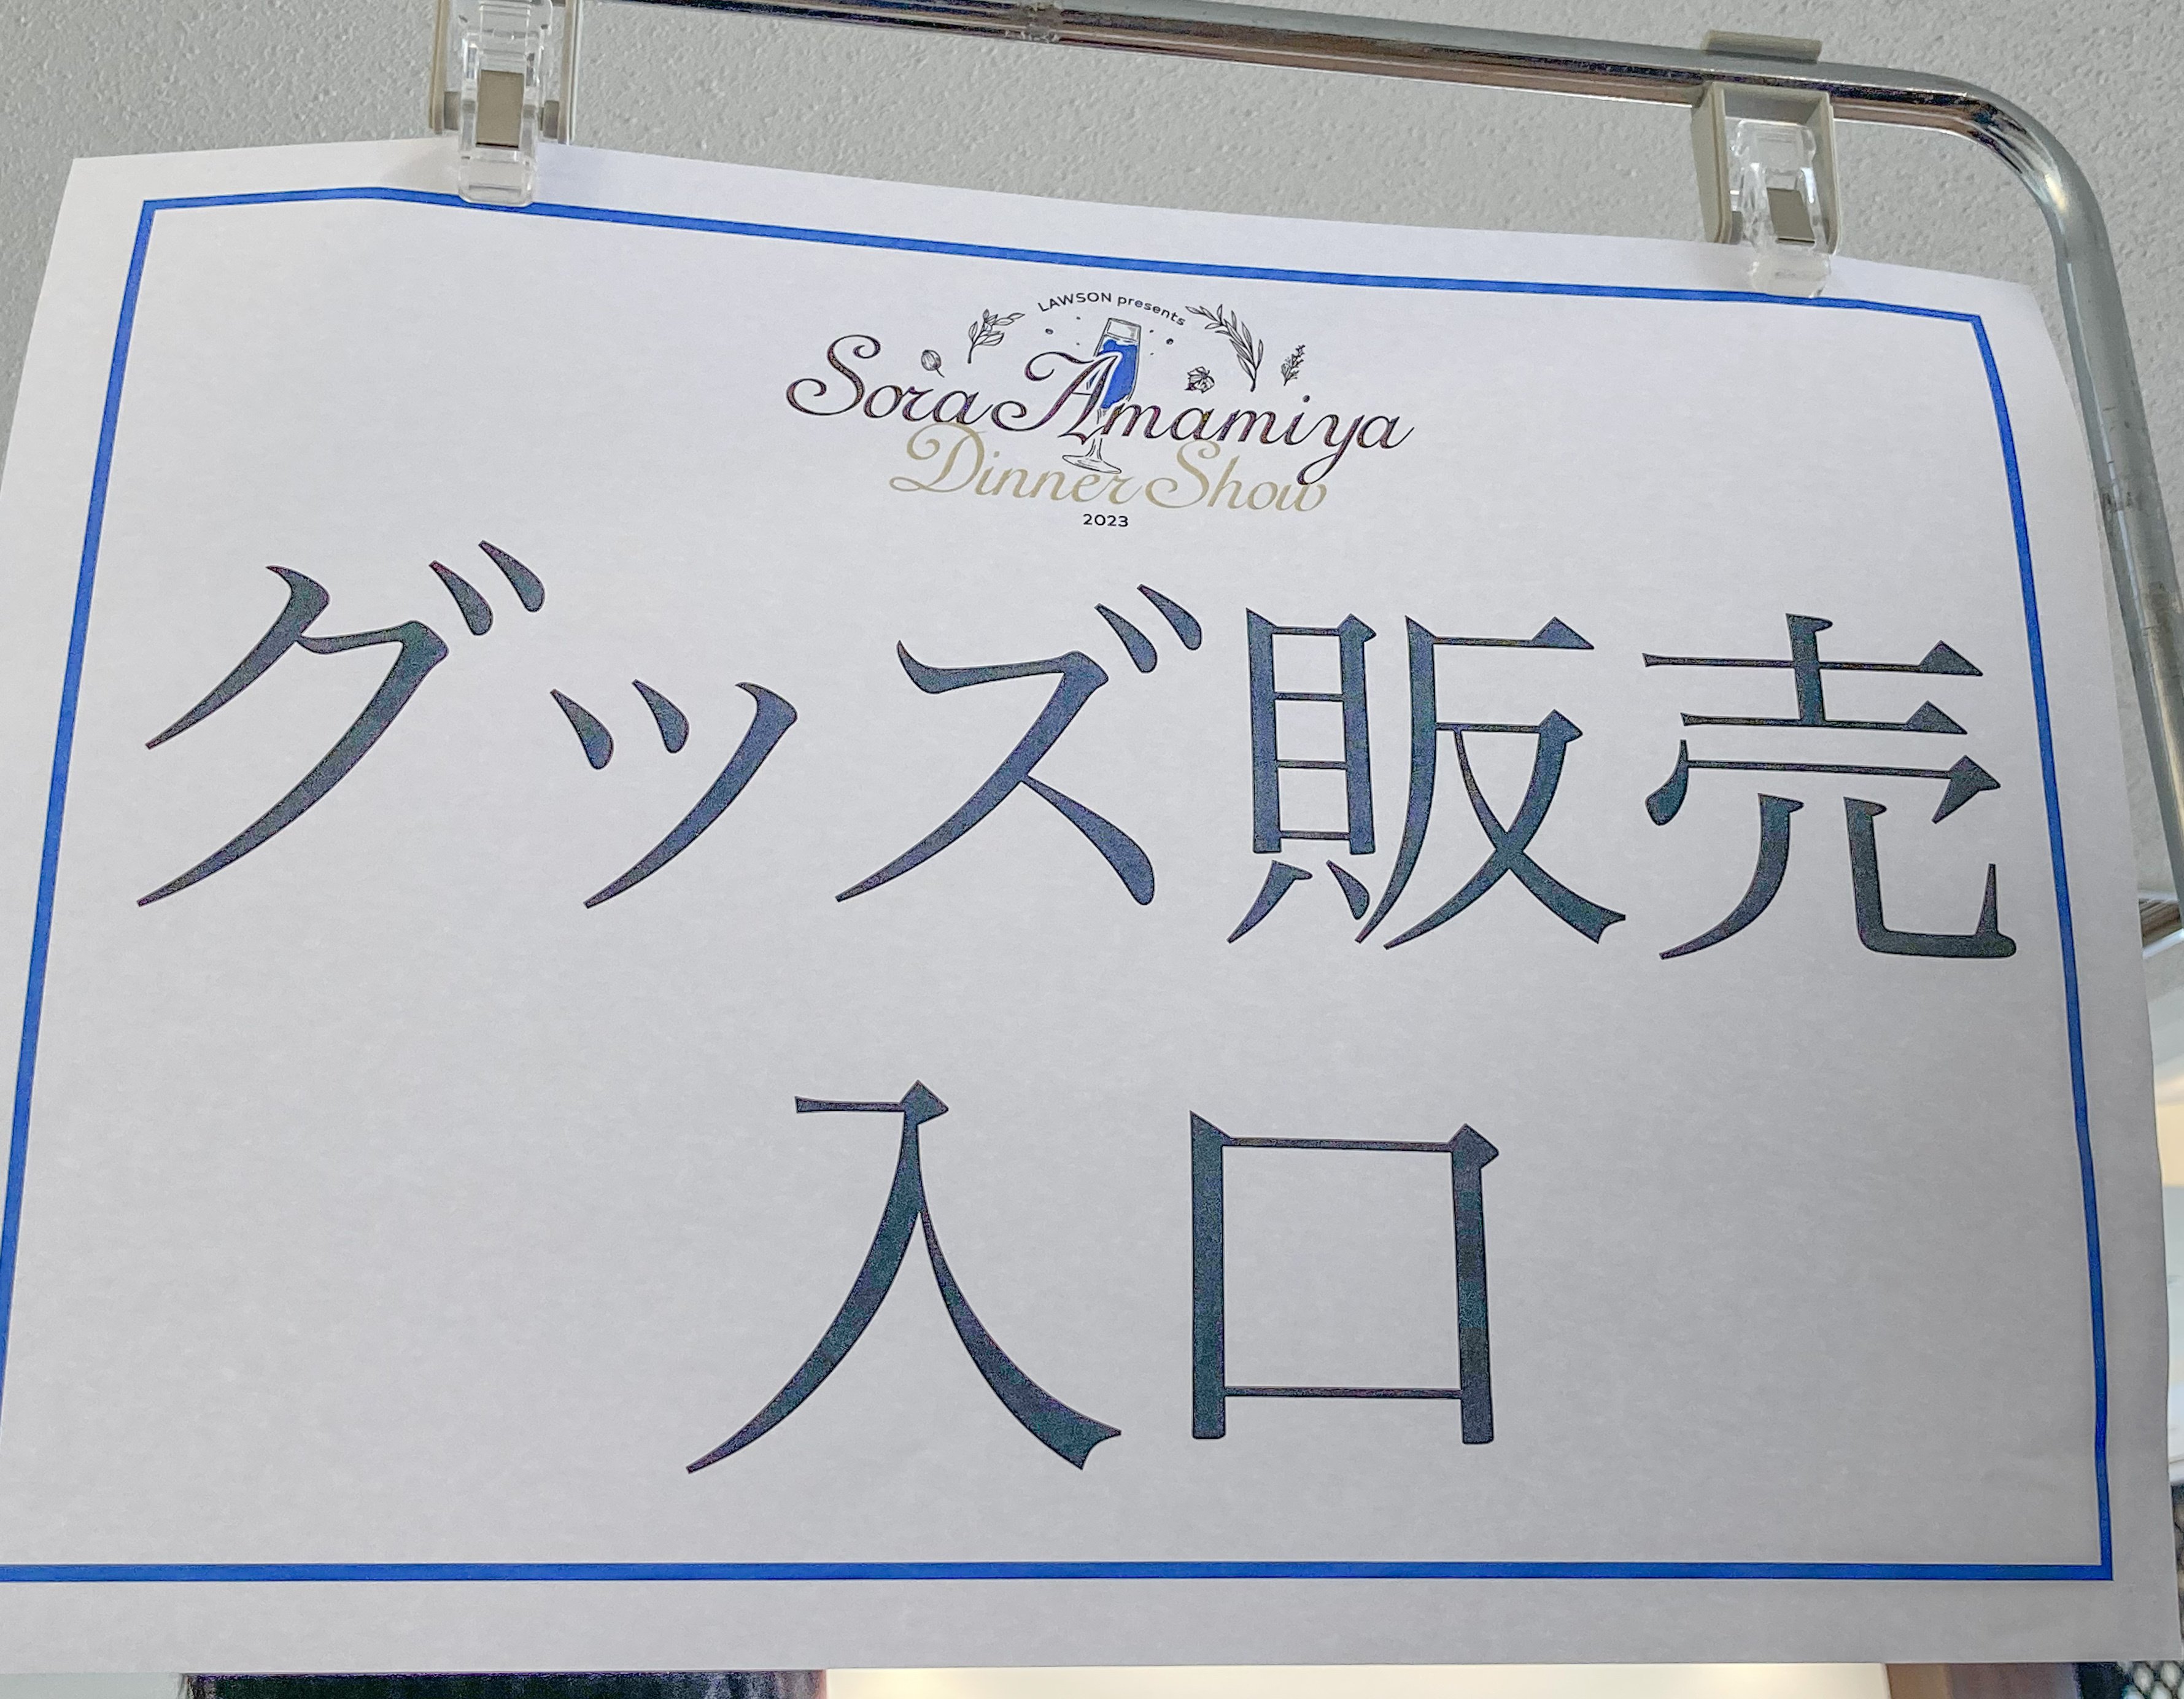 LAWSON presents
Sora Amamiya
Dinner Show
2023
グッズ販売
入口